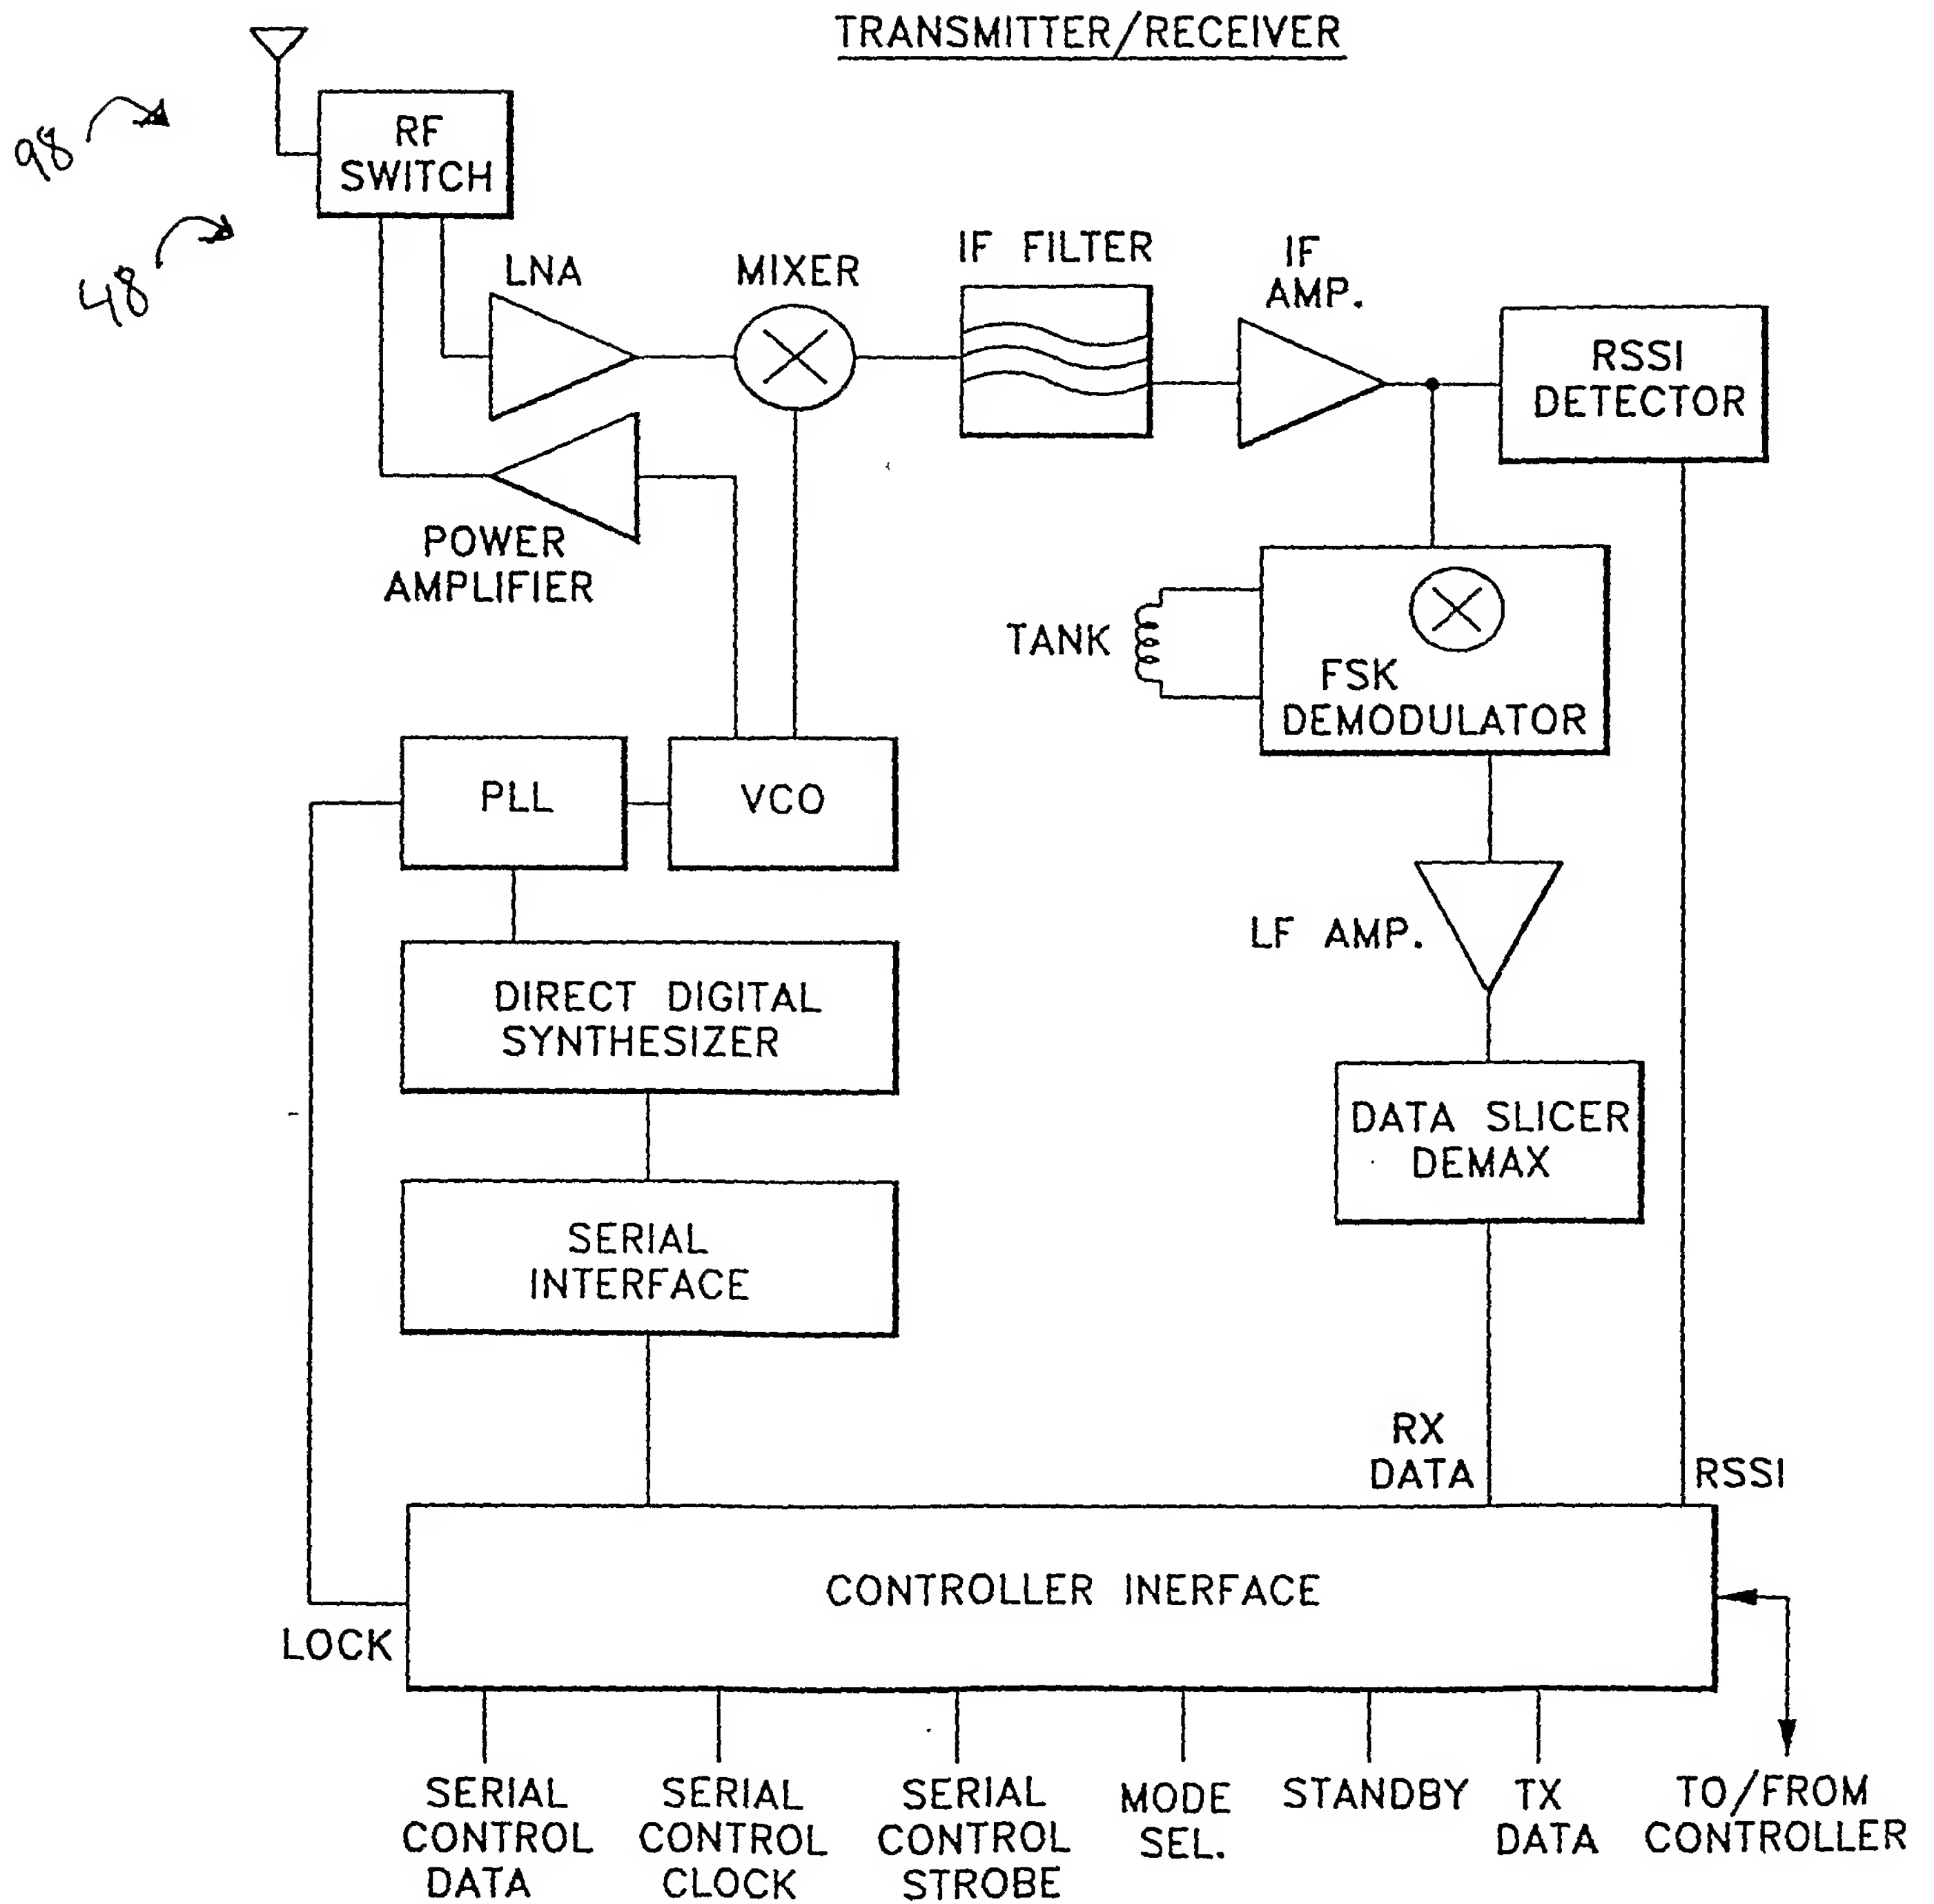 TRANSMITTER/RECEIVER
98
48
RF
SWITCH
LNA
MIXER
IF FILTER
IF
AMP.
RSSI
DETECTOR
POWER
AMPLIFIER
TANK
FSK
DEMODULATOR
PLL
VCO
LF AMP.
DIRECT DIGITAL
SYNTHESIZER
DATA SLICER
DEMAX
SERIAL
INTERFACE
RX
DATA
RSSI
CONTROLLER INERFACE
LOCK
SERIAL
CONTROL
DATA
SERIAL
CONTROL
CLOCK
SERIAL
CONTROL
STROBE
MODE
SEL.
STANDBY
TX
DATA
TO/FROM
CONTROLLER